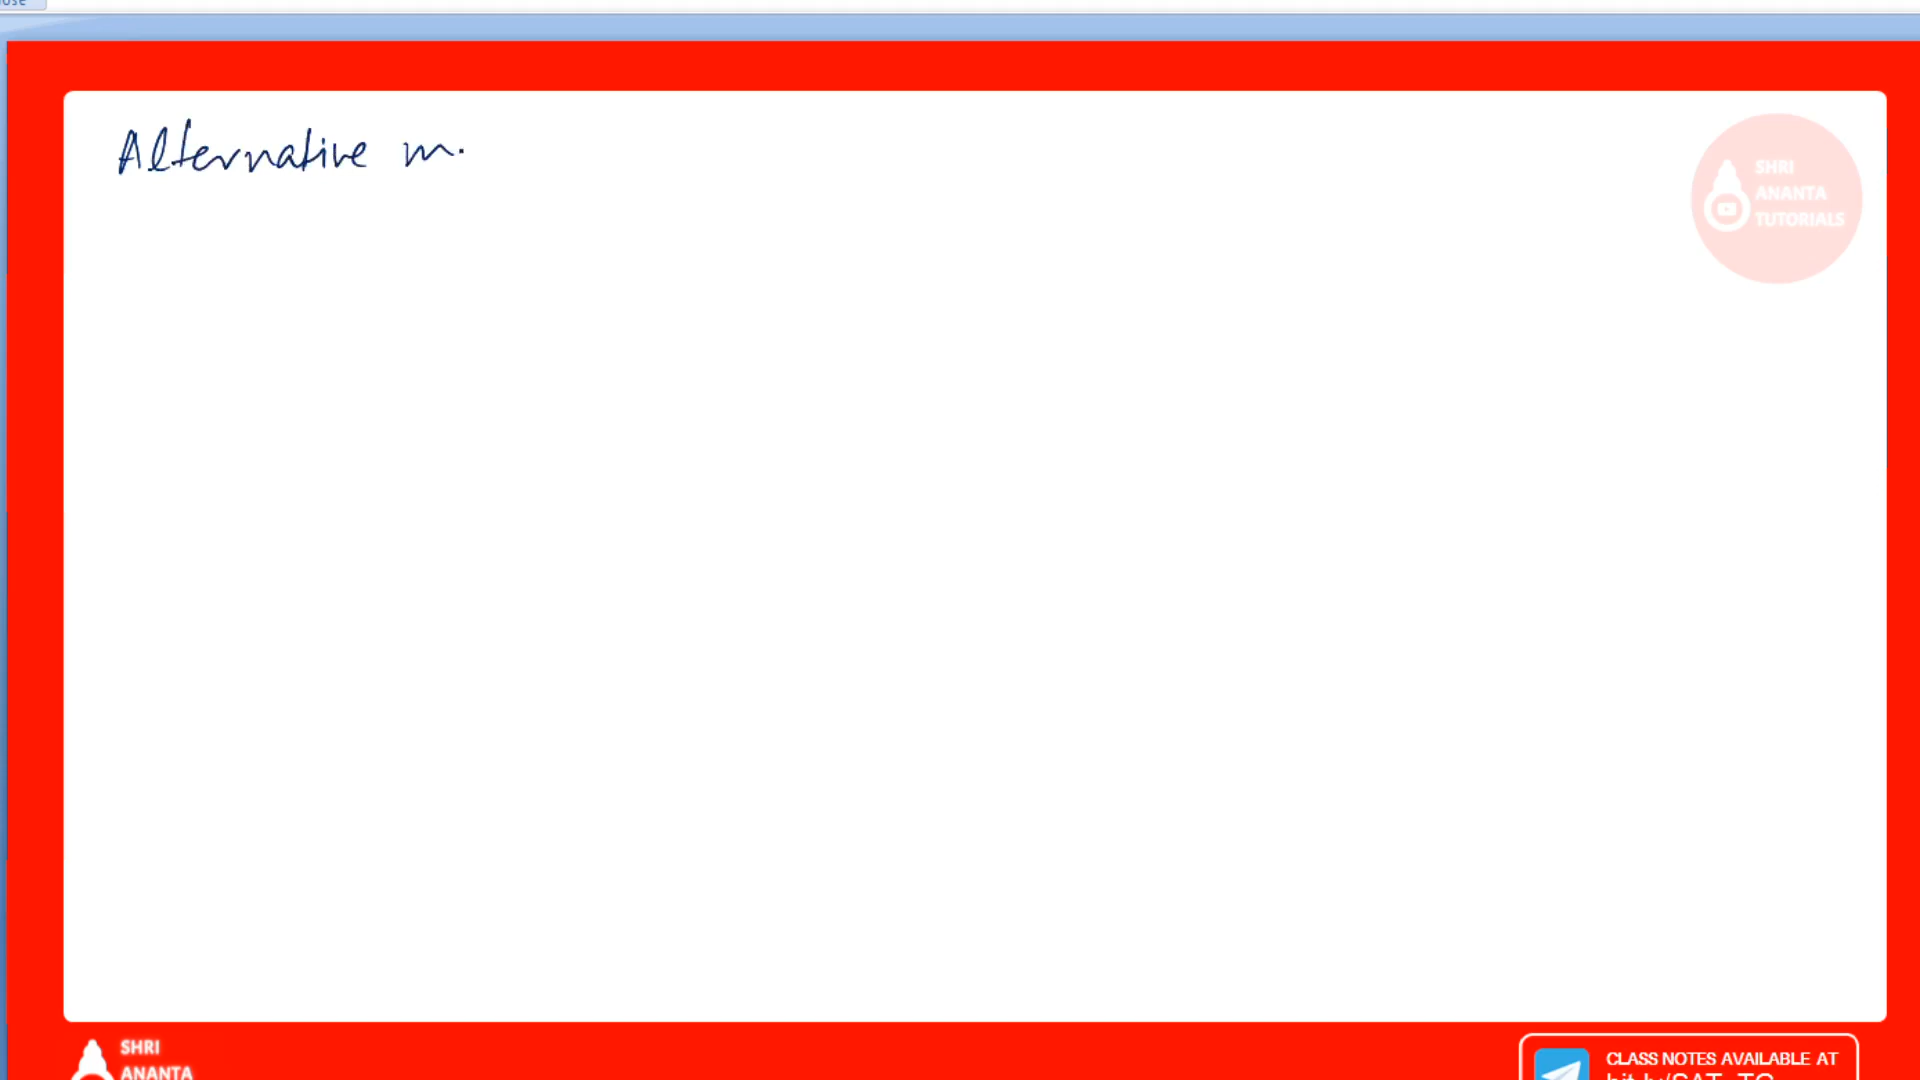 Alternative m.
SHRI
ANANTA
TUTORIALS
SHRI
ANANTA
CLASS NOTES AVAILABLE AT